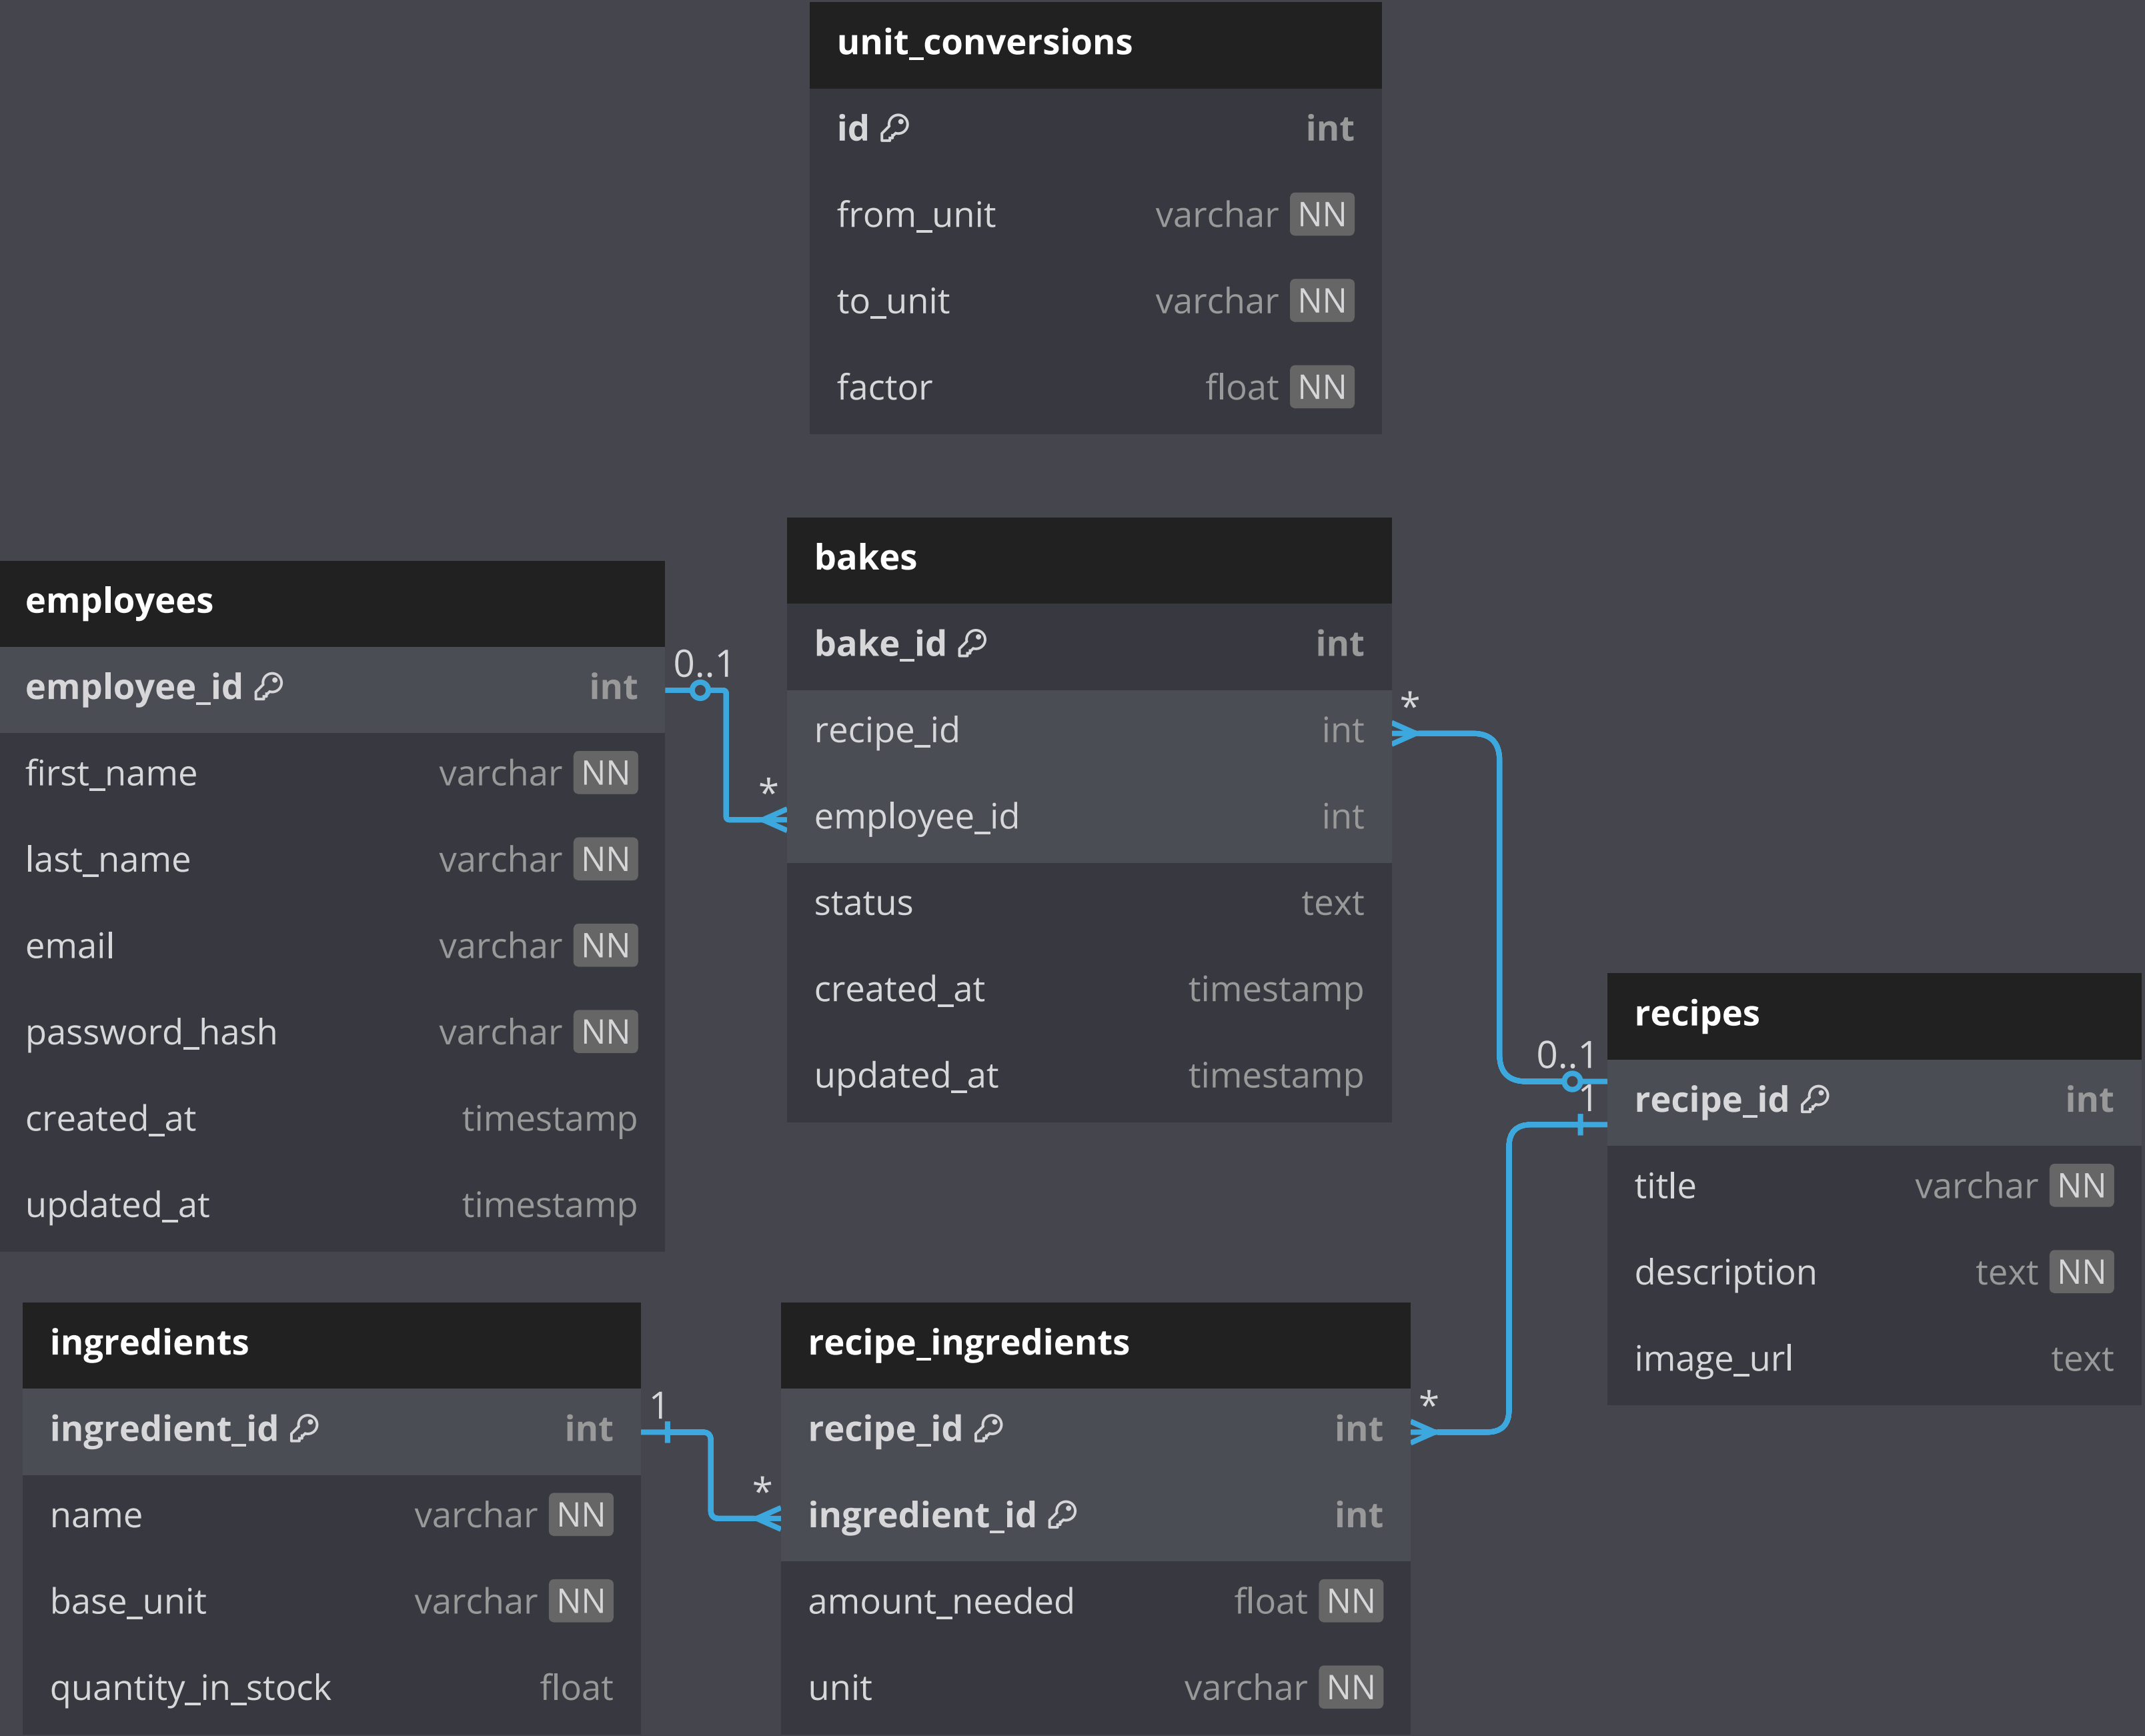 unit_conversions
id int
from_unit varchar NN
to_unit varchar NN
factor float NN
employees
employee_id int
first_name varchar NN
last_name varchar NN
email varchar NN
password_hash varchar NN
created_at timestamp
updated_at timestamp
0..1
*
bakes
bake_id int
recipe_id int
employee_id int
status text
created_at timestamp
updated_at timestamp
*
0..1
1
recipes
recipe_id int
title varchar NN
description text NN
image_url text
ingredients
ingredient_id int
name varchar NN
base_unit varchar NN
quantity_in_stock float
1
*
recipe_ingredients
recipe_id int
ingredient_id int
amount_needed float NN
unit varchar NN
*